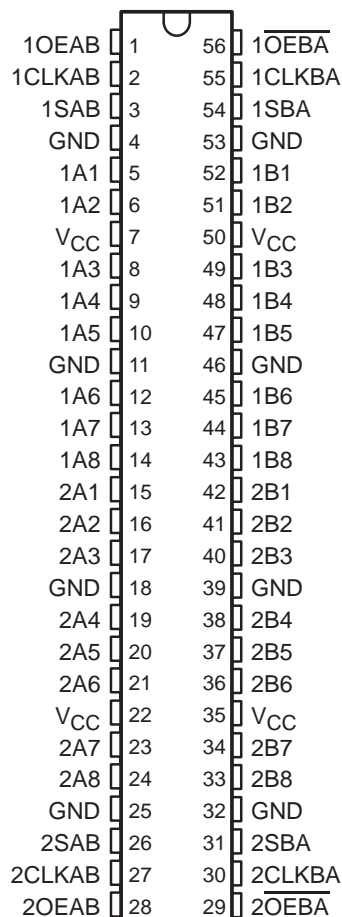 1OEAB 1 56 1O̅E̅B̅A̅
1CLKAB 2 55 1CLKBA
1SAB 3 54 1SBA
GND 4 53 GND
1A1 5 52 1B1
1A2 6 51 1B2
VCC 7 50 VCC
1A3 8 49 1B3
1A4 9 48 1B4
1A5 10 47 1B5
GND 11 46 GND
1A6 12 45 1B6
1A7 13 44 1B7
1A8 14 43 1B8
2A1 15 42 2B1
2A2 16 41 2B2
2A3 17 40 2B3
GND 18 39 GND
2A4 19 38 2B4
2A5 20 37 2B5
2A6 21 36 2B6
VCC 22 35 VCC
2A7 23 34 2B7
2A8 24 33 2B8
GND 25 32 GND
2SAB 26 31 2SBA
2CLKAB 27 30 2CLKBA
2OEAB 28 29 2O̅E̅B̅A̅